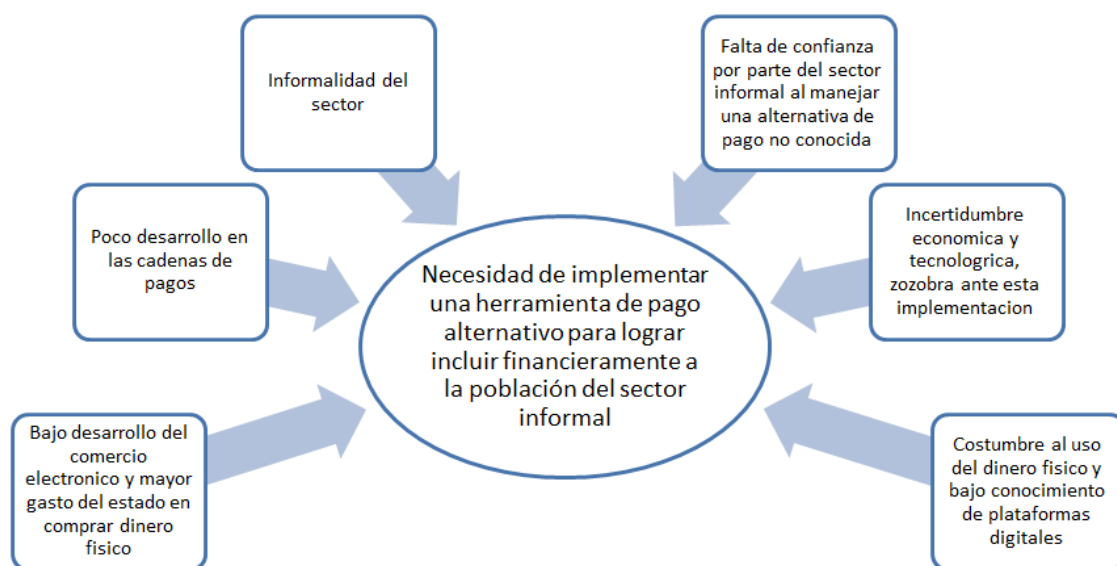 Informalidad del
sector
Falta de confianza
por parte del sector
informal al manejar
una alternativa de
pago no conocida
Poco desarrollo en
las cadenas de
pagos
Incertidumbre
economica y
tecnologrica,
zozobra ante esta
implementacion
Necesidad de implementar
una herramienta de pago
alternativo para lograr
incluir financieramente a
la población del sector
informal
Bajo desarrollo del
comercio
electronico y mayor
gasto del estado en
comprar dinero
fisico
Costumbre al uso
del dinero fisico y
bajo conocimiento
de plataformas
digitales